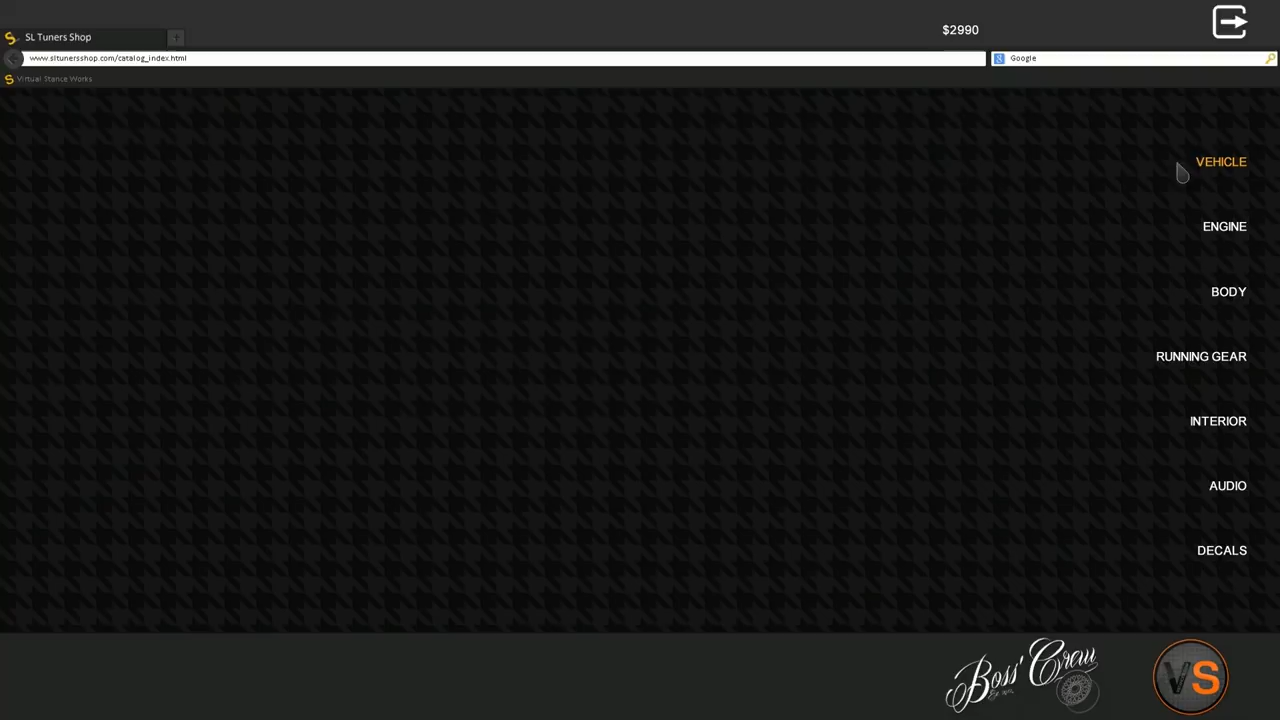 $2990
SL Tuners Shop
www.sltunersshop.com/catalog_index.html
Google
Virtual Stance Works
VEHICLE
ENGINE
BODY
RUNNING GEAR
INTERIOR
AUDIO
DECALS
Boss' Crew
VS